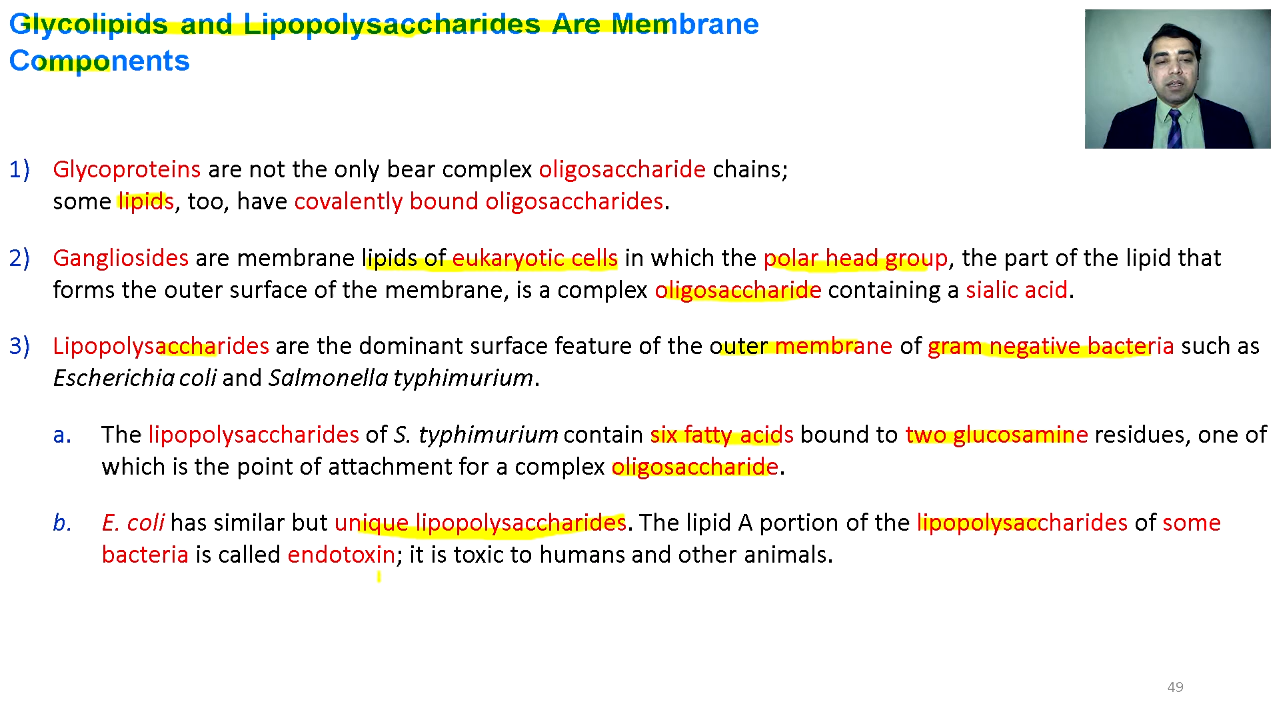 Glycolipids and Lipopolysaccharides Are Membrane
Components
1) Glycoproteins are not the only bear complex oligosaccharide chains;
some lipids, too, have covalently bound oligosaccharides.
2) Gangliosides are membrane lipids of eukaryotic cells in which the polar head group, the part of the lipid that
forms the outer surface of the membrane, is a complex oligosaccharide containing a sialic acid.
3) Lipopolysaccharides are the dominant surface feature of the outer membrane of gram negative bacteria such as
Escherichia coli and Salmonella typhimurium.
a. The lipopolysaccharides of S. typhimurium contain six fatty acids bound to two glucosamine residues, one of
which is the point of attachment for a complex oligosaccharide.
b. E. coli has similar but unique lipopolysaccharides. The lipid A portion of the lipopolysaccharides of some
bacteria is called endotoxin; it is toxic to humans and other animals.
49